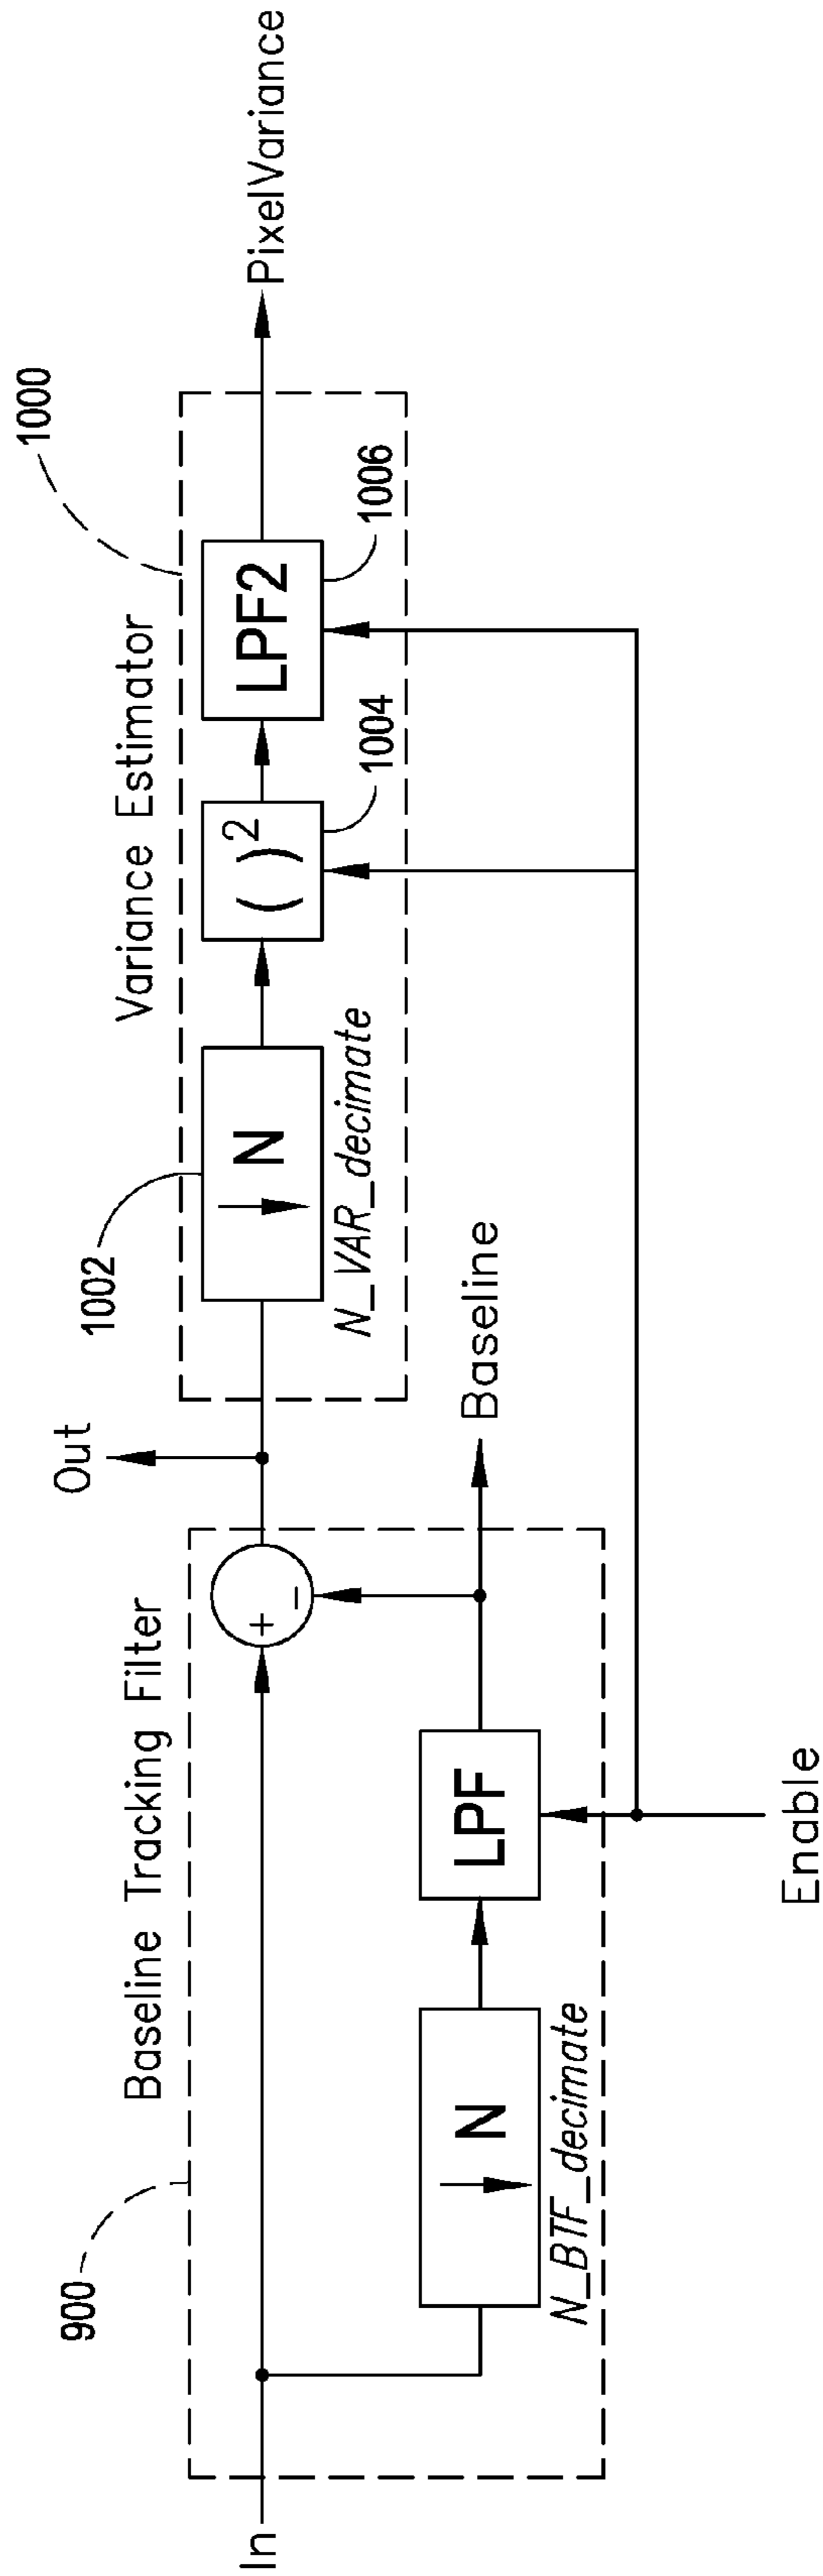 1000
Variance Estimator
1002
↓ N
N_VAR_decimate
( )²
1004
LPF2
1006
PixelVariance
Out
900
Baseline Tracking Filter
In
+
−
↓ N
N_BTF_decimate
LPF
Baseline
Enable